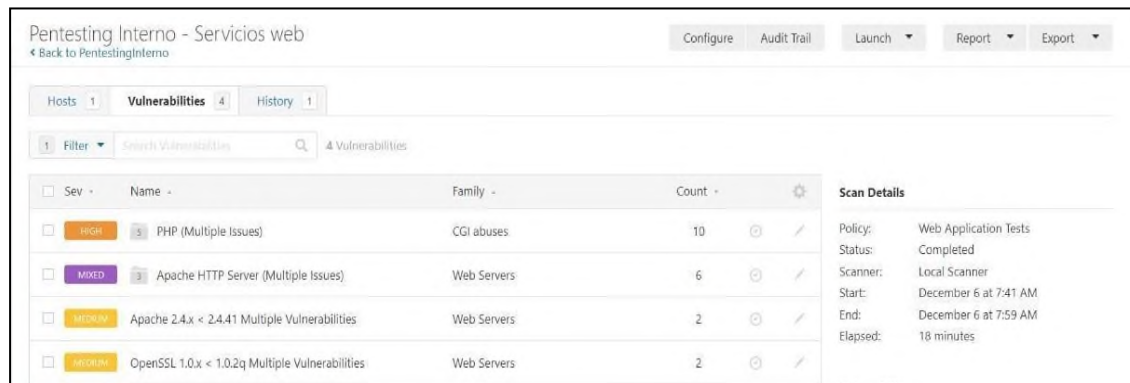 Pentesting Interno - Servicios web
Back to PentestingInterno
Configure Audit Trail Launch Report Export
Hosts 1 Vulnerabilities 4 History 1
1 Filter Search Vulnerabilities 4 Vulnerabilities
Sev Name Family Count
HIGH 5 PHP (Multiple Issues) CGI abuses 10
MIXED 3 Apache HTTP Server (Multiple Issues) Web Servers 6
MEDIUM Apache 2.4.x < 2.4.41 Multiple Vulnerabilities Web Servers 2
MEDIUM OpenSSL 1.0.x < 1.0.2q Multiple Vulnerabilities Web Servers 2
Scan Details
Policy: Web Application Tests
Status: Completed
Scanner: Local Scanner
Start: December 6 at 7:41 AM
End: December 6 at 7:59 AM
Elapsed: 18 minutes